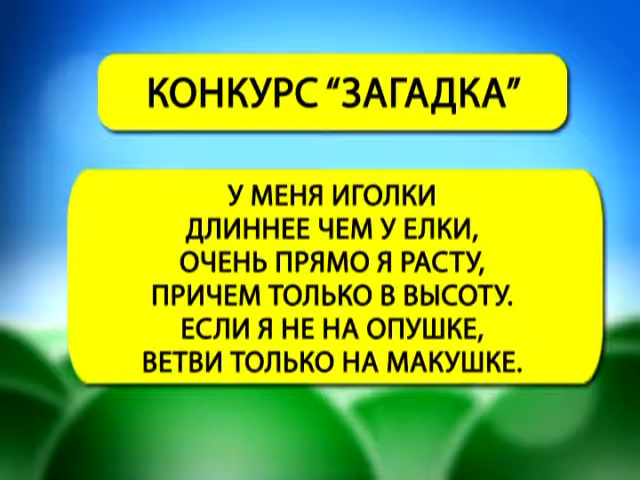 КОНКУРС “ЗАГАДКА”
У МЕНЯ ИГОЛКИ
ДЛИННЕЕ ЧЕМ У ЕЛКИ,
ОЧЕНЬ ПРЯМО Я РАСТУ,
ПРИЧЕМ ТОЛЬКО В ВЫСОТУ.
ЕСЛИ Я НЕ НА ОПУШКЕ,
ВЕТВИ ТОЛЬКО НА МАКУШКЕ.